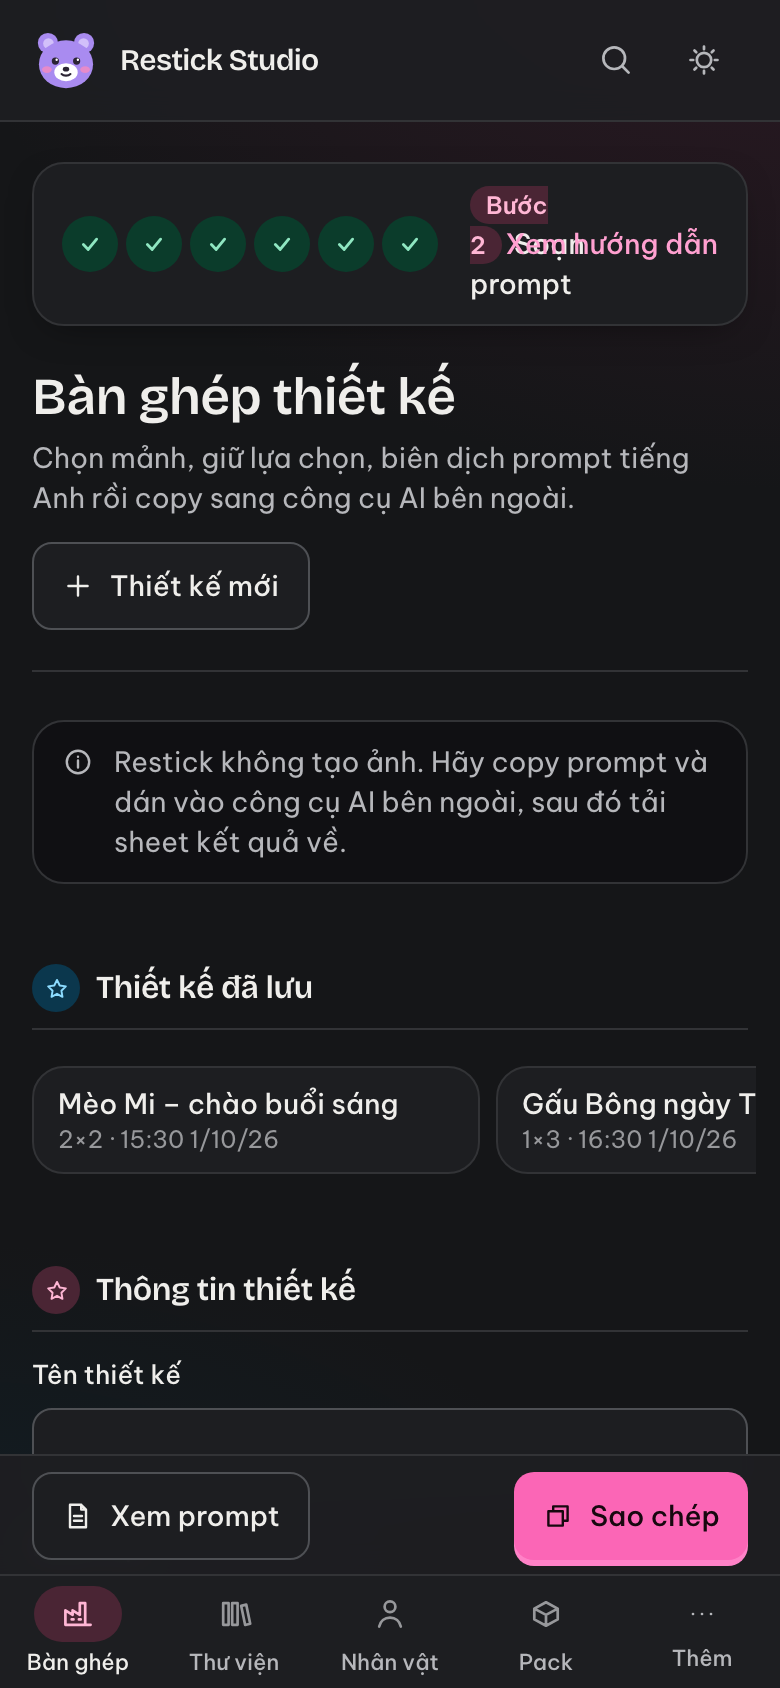 Restick Studio
Bước
2 Soạn Xem hướng dẫn
prompt
Bàn ghép thiết kế
Chọn mảnh, giữ lựa chọn, biên dịch prompt tiếng
Anh rồi copy sang công cụ AI bên ngoài.
Thiết kế mới
Restick không tạo ảnh. Hãy copy prompt và
dán vào công cụ AI bên ngoài, sau đó tải
sheet kết quả về.
Thiết kế đã lưu
Mèo Mi – chào buổi sáng
2×2 · 15:30 1/10/26
Gấu Bông ngày T
1×3 · 16:30 1/10/26
Thông tin thiết kế
Tên thiết kế
Xem prompt
Sao chép
Bàn ghép
Thư viện
Nhân vật
Pack
Thêm